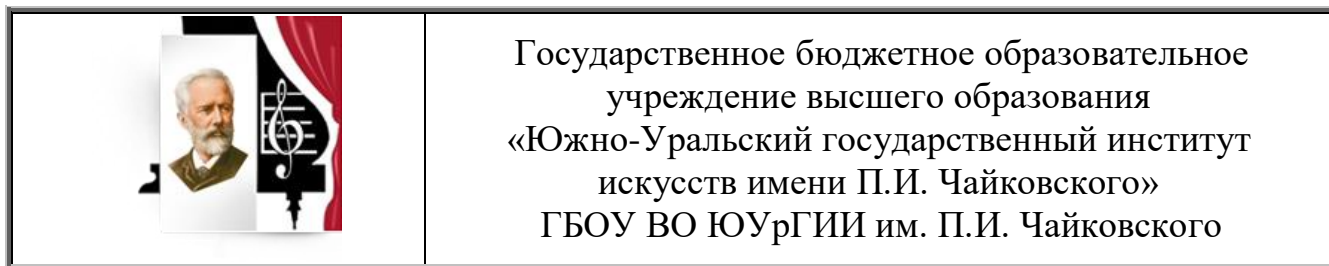 Государственное бюджетное образовательное
учреждение высшего образования
«Южно-Уральский государственный институт
искусств имени П.И. Чайковского»
ГБОУ ВО ЮУрГИИ им. П.И. Чайковского